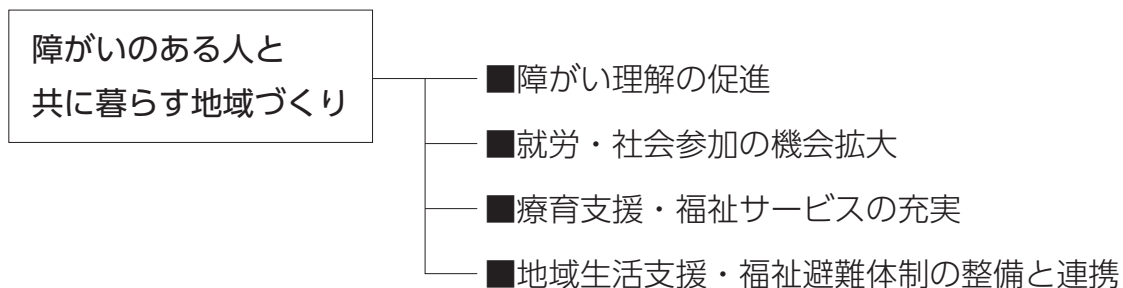 障がいのある人と
共に暮らす地域づくり
■障がい理解の促進
■就労・社会参加の機会拡大
■療育支援・福祉サービスの充実
■地域生活支援・福祉避難体制の整備と連携